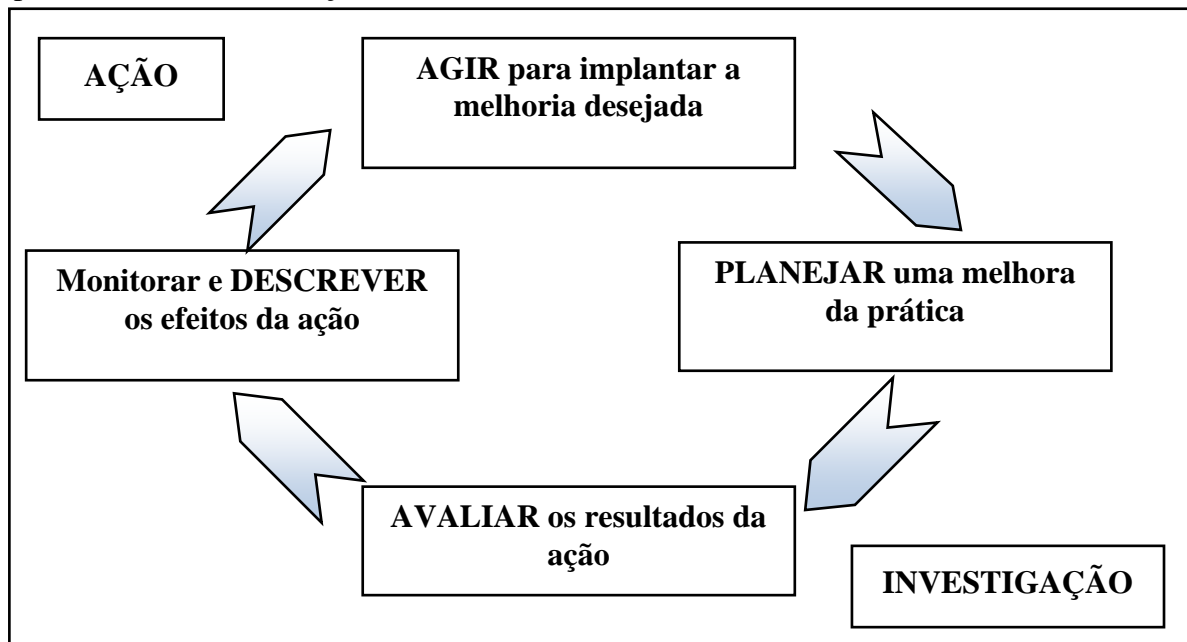 AÇÃO
AGIR para implantar a
melhoria desejada
Monitorar e DESCREVER
os efeitos da ação
PLANEJAR uma melhora
da prática
AVALIAR os resultados da
ação
INVESTIGAÇÃO